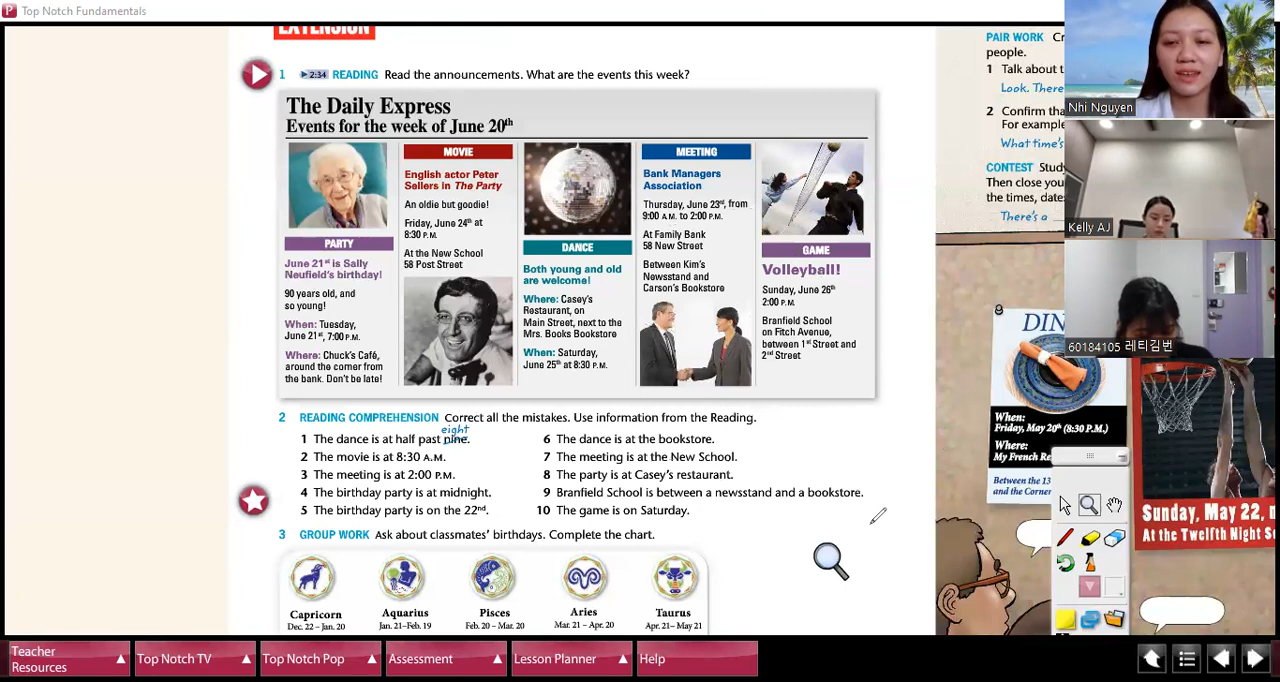 Top Notch Fundamentals
EXTENSION
1 2:34 READING Read the announcements. What are the events this week?
The Daily Express
Events for the week of June 20th
PARTY
June 21st is Sally
Neufield's birthday!
90 years old, and
so young!
When: Tuesday,
June 21st, 7:00 P.M.
Where: Chuck's Café,
around the corner from
the bank. Don't be late!
MOVIE
English actor Peter
Sellers in The Party
An oldie but goodie!
Friday, June 24th at
8:30 P.M.
At the New School
58 Post Street
DANCE
Both young and old
are welcome!
Where: Casey's
Restaurant, on
Main Street, next to the
Mrs. Books Bookstore
When: Saturday,
June 25th at 8:30 P.M.
MEETING
Bank Managers
Association
Thursday, June 23rd, from
9:00 A.M. to 2:00 P.M.
At Family Bank
58 New Street
Between Kim's
Newsstand and
Carson's Bookstore
GAME
Volleyball!
Sunday, June 26th
2:00 P.M.
Branfield School
on Fitch Avenue,
between 1st Street and
2nd Street
2 READING COMPREHENSION Correct all the mistakes. Use information from the Reading.
eight
1 The dance is at half past nine.
2 The movie is at 8:30 A.M.
3 The meeting is at 2:00 P.M.
4 The birthday party is at midnight.
5 The birthday party is on the 22nd.
6 The dance is at the bookstore.
7 The meeting is at the New School.
8 The party is at Casey's restaurant.
9 Branfield School is between a newsstand and a bookstore.
10 The game is on Saturday.
3 GROUP WORK Ask about classmates' birthdays. Complete the chart.
Capricorn
Dec. 22 – Jan. 20
Aquarius
Jan. 21–Feb. 19
Pisces
Feb. 20 – Mar. 20
Aries
Mar. 21 – Apr. 20
Taurus
Apr. 21– May 21
PAIR WORK
people.
1 Talk about
Look. There
2 Confirm
For example
What time's
CONTEST
Then close you
the times,
There's a
Nhi Nguyen
Kelly AJ
60184105 레티김번
When:
Friday, May 20th (8:30 P.M.)
Where:
My French
Between the 13
and the Corner
Sunday, May 22,
At the Twelfth Night
Teacher
Resources
Top Notch TV
Top Notch Pop
Assessment
Lesson Planner
Help